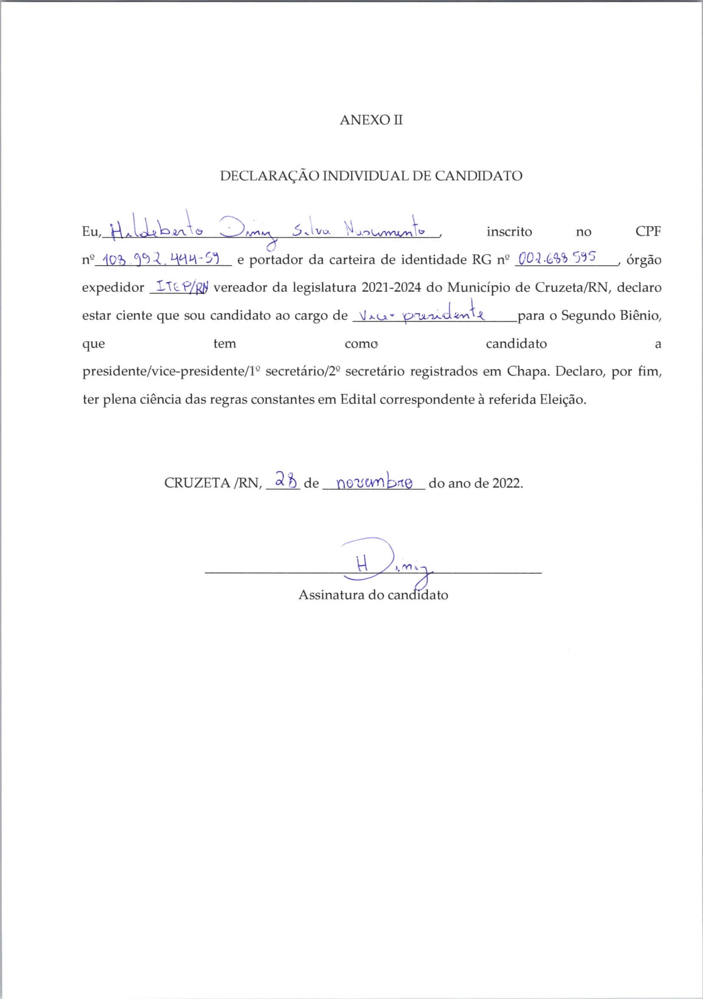 ANEXO II
DECLARAÇÃO INDIVIDUAL DE CANDIDATO
Eu, Hildeberto Diniz Silva Nascimento, inscrito no CPF
nº 108.992.444-59 e portador da carteira de identidade RG nº 002.688.595, órgão
expedidor ITEP/RN vereador da legislatura 2021-2024 do Município de Cruzeta/RN, declaro
estar ciente que sou candidato ao cargo de Vice-presidente para o Segundo Biênio,
que tem como candidato a
presidente/vice-presidente/1º secretário/2º secretário registrados em Chapa. Declaro, por fim,
ter plena ciência das regras constantes em Edital correspondente à referida Eleição.
CRUZETA /RN, 28 de novembro do ano de 2022.
H Diniz
Assinatura do candidato